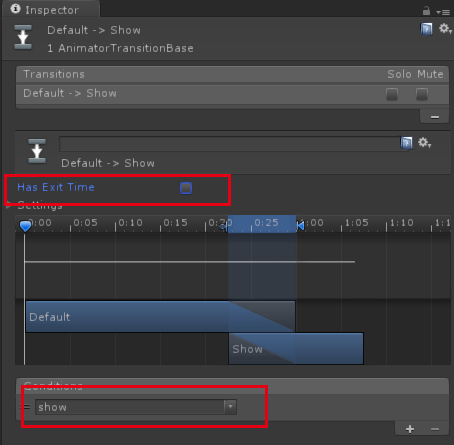 Inspector
Default -> Show
1 AnimatorTransitionBase
Transitions Solo Mute
Default -> Show
Default -> Show
Has Exit Time
Settings
0:00 0:05 0:10 0:15 0:20 0:25 1:00 1:05 1:10 1:1
Default
Show
Conditions
show